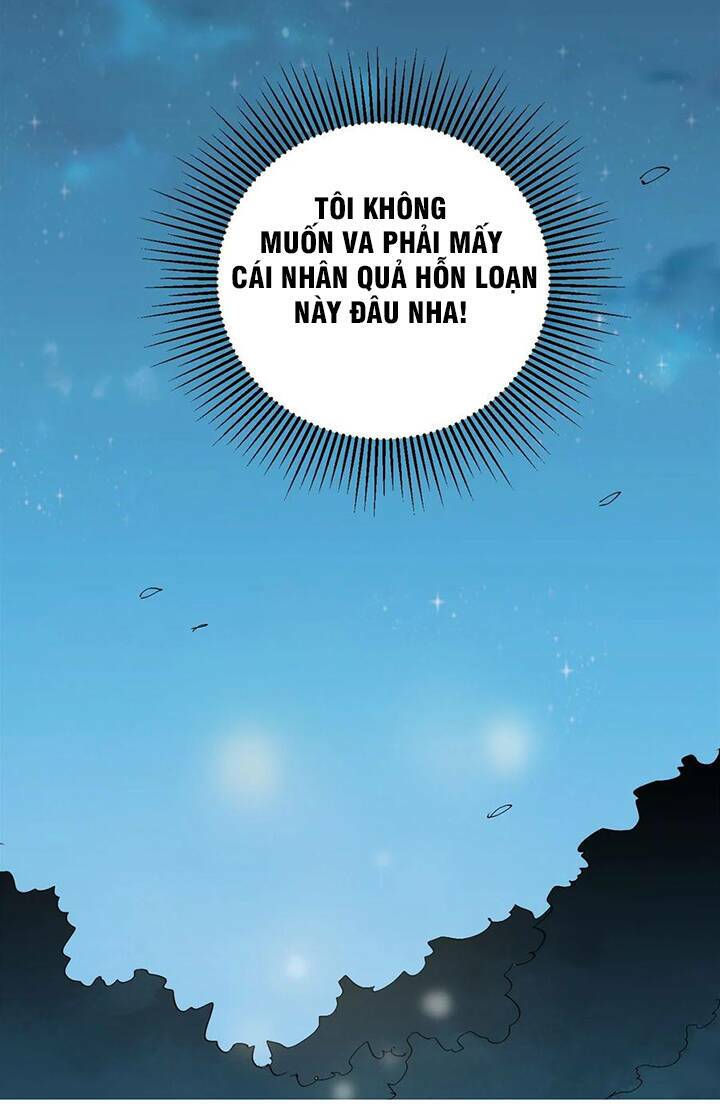 TÔI KHÔNG
MUỐN VA PHẢI MẤY
CÁI NHÂN QUẢ HỖN LOẠN
NÀY ĐÂU NHA!